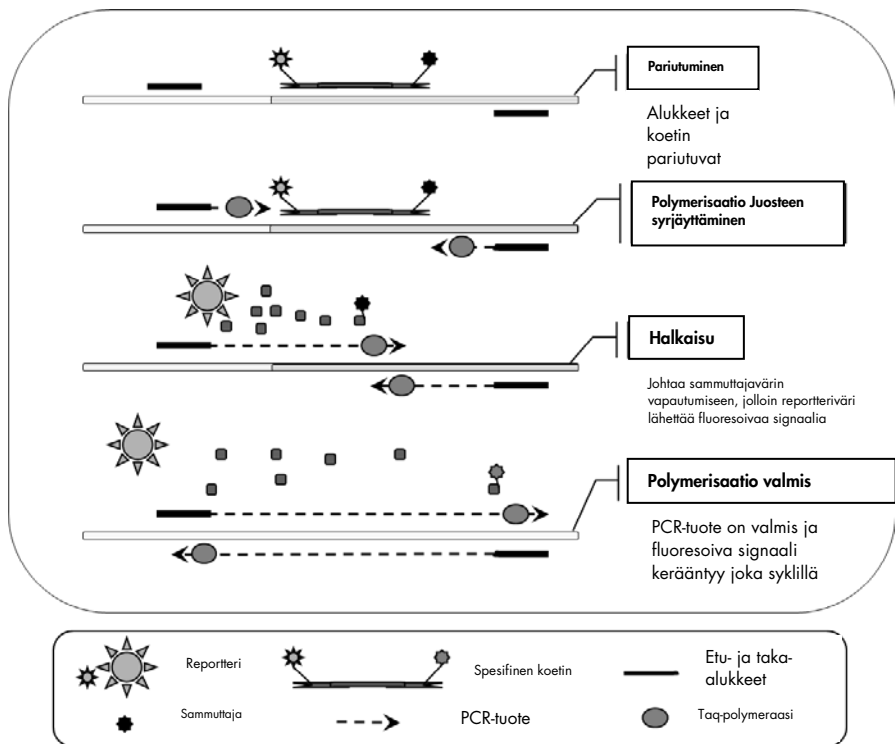 Pariutuminen
Alukkeet ja
koetin
pariutuvat
Polymerisaatio Juosteen
syrjäyttäminen
Halkaisu
Johtaa sammuttajavärin
vapautumiseen, jolloin reportteriväri
lähettää fluoresoivaa signaalia
Polymerisaatio valmis
PCR-tuote on valmis ja
fluoresoiva signaali
kerääntyy joka syklillä
Reportteri
Spesifinen koetin
Etu- ja taka-
alukkeet
Sammuttaja
PCR-tuote
Taq-polymeraasi